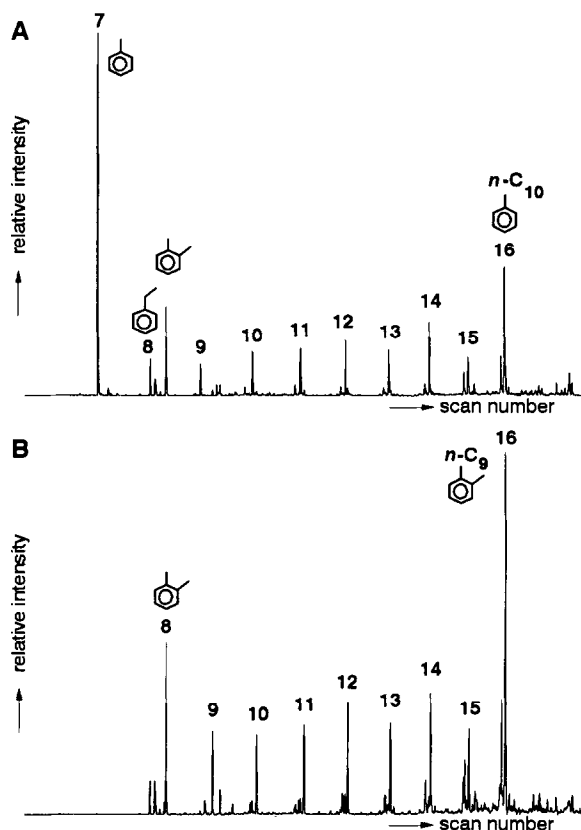 A
7
n-C10
16
8
9
10
11
12
13
14
15
relative intensity
scan number
B
16
n-C9
8
9
10
11
12
13
14
15
relative intensity
scan number